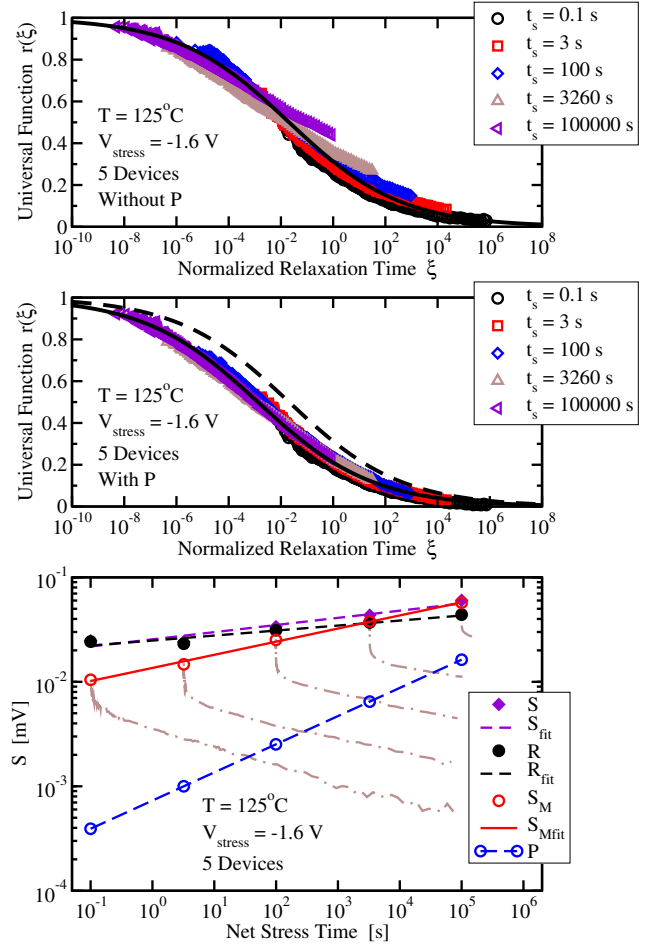 1
0.8
0.6
0.4
0.2
0
Universal Function r(ξ)
T = 125°C
V_stress = -1.6 V
5 Devices
Without P
t_s = 0.1 s
t_s = 3 s
t_s = 100 s
t_s = 3260 s
t_s = 100000 s
10^-10 10^-8 10^-6 10^-4 10^-2 10^0 10^2 10^4 10^6 10^8
Normalized Relaxation Time ξ
1
0.8
0.6
0.4
0.2
0
Universal Function r(ξ)
T = 125°C
V_stress = -1.6 V
5 Devices
With P
t_s = 0.1 s
t_s = 3 s
t_s = 100 s
t_s = 3260 s
t_s = 100000 s
10^-10 10^-8 10^-6 10^-4 10^-2 10^0 10^2 10^4 10^6 10^8
Normalized Relaxation Time ξ
10^-1
10^-2
10^-3
10^-4
S [mV]
T = 125°C
V_stress = -1.6 V
5 Devices
S
S_fit
R
R_fit
S_M
S_Mfit
P
10^-1 10^0 10^1 10^2 10^3 10^4 10^5 10^6
Net Stress Time [s]